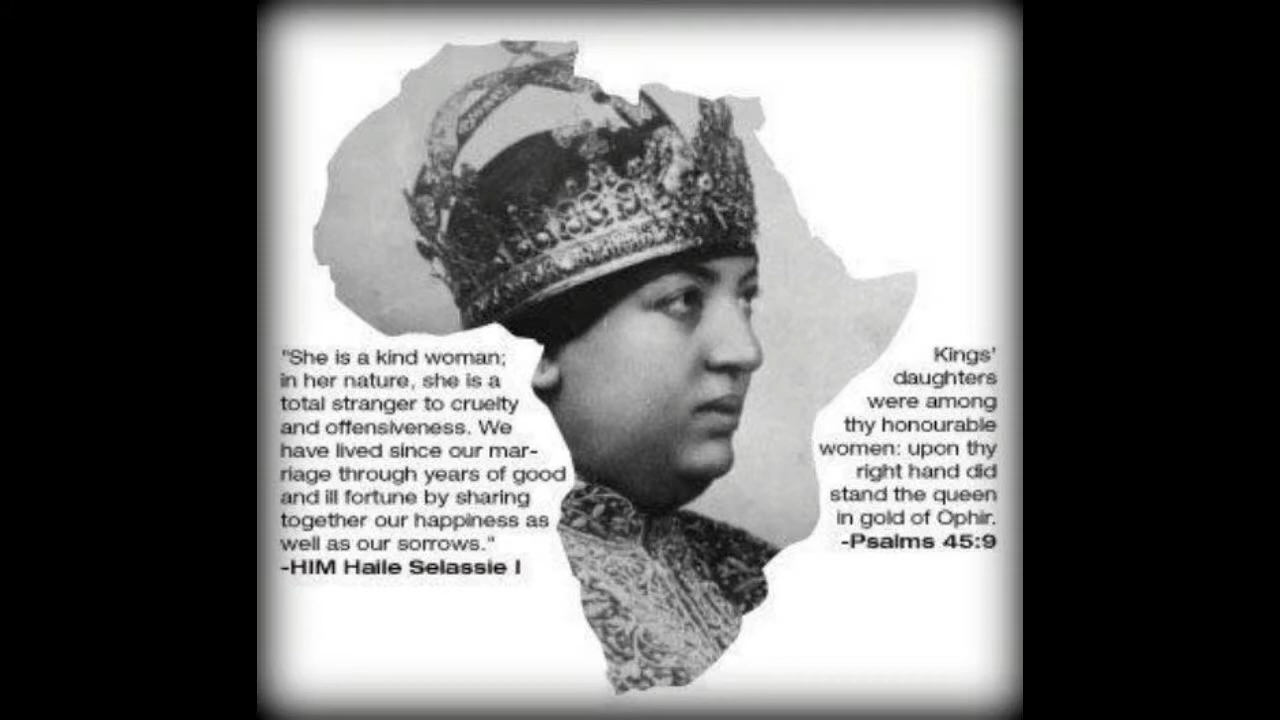 "She is a kind woman;
in her nature, she is a
total stranger to cruelty
and offensiveness. We
have lived since our mar-
riage through years of good
and ill fortune by sharing
together our happiness as
well as our sorrows."
-HIM Haile Selassie I
Kings'
daughters
were among
thy honourable
women: upon thy
right hand did
stand the queen
in gold of Ophir.
-Psalms 45:9